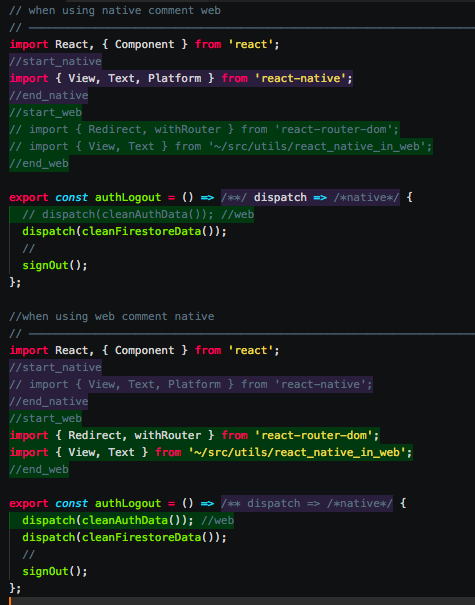 // when using native comment web
// ──────────────────────────────────────────────────────────────
import React, { Component } from 'react';
//start_native
import { View, Text, Platform } from 'react-native';
//end_native
//start_web
// import { Redirect, withRouter } from 'react-router-dom';
// import { View, Text } from '~/src/utils/react_native_in_web';
//end_web
export const authLogout = () => /**/ dispatch => /*native*/ {
// dispatch(cleanAuthData()); //web
dispatch(cleanFirestoreData());
//
signOut();
};
//when using web comment native
// ──────────────────────────────────────────────────────────────
import React, { Component } from 'react';
//start_native
// import { View, Text, Platform } from 'react-native';
//end_native
//start_web
import { Redirect, withRouter } from 'react-router-dom';
import { View, Text } from '~/src/utils/react_native_in_web';
//end_web
export const authLogout = () => /** dispatch => /*native*/ {
dispatch(cleanAuthData()); //web
dispatch(cleanFirestoreData());
//
signOut();
};